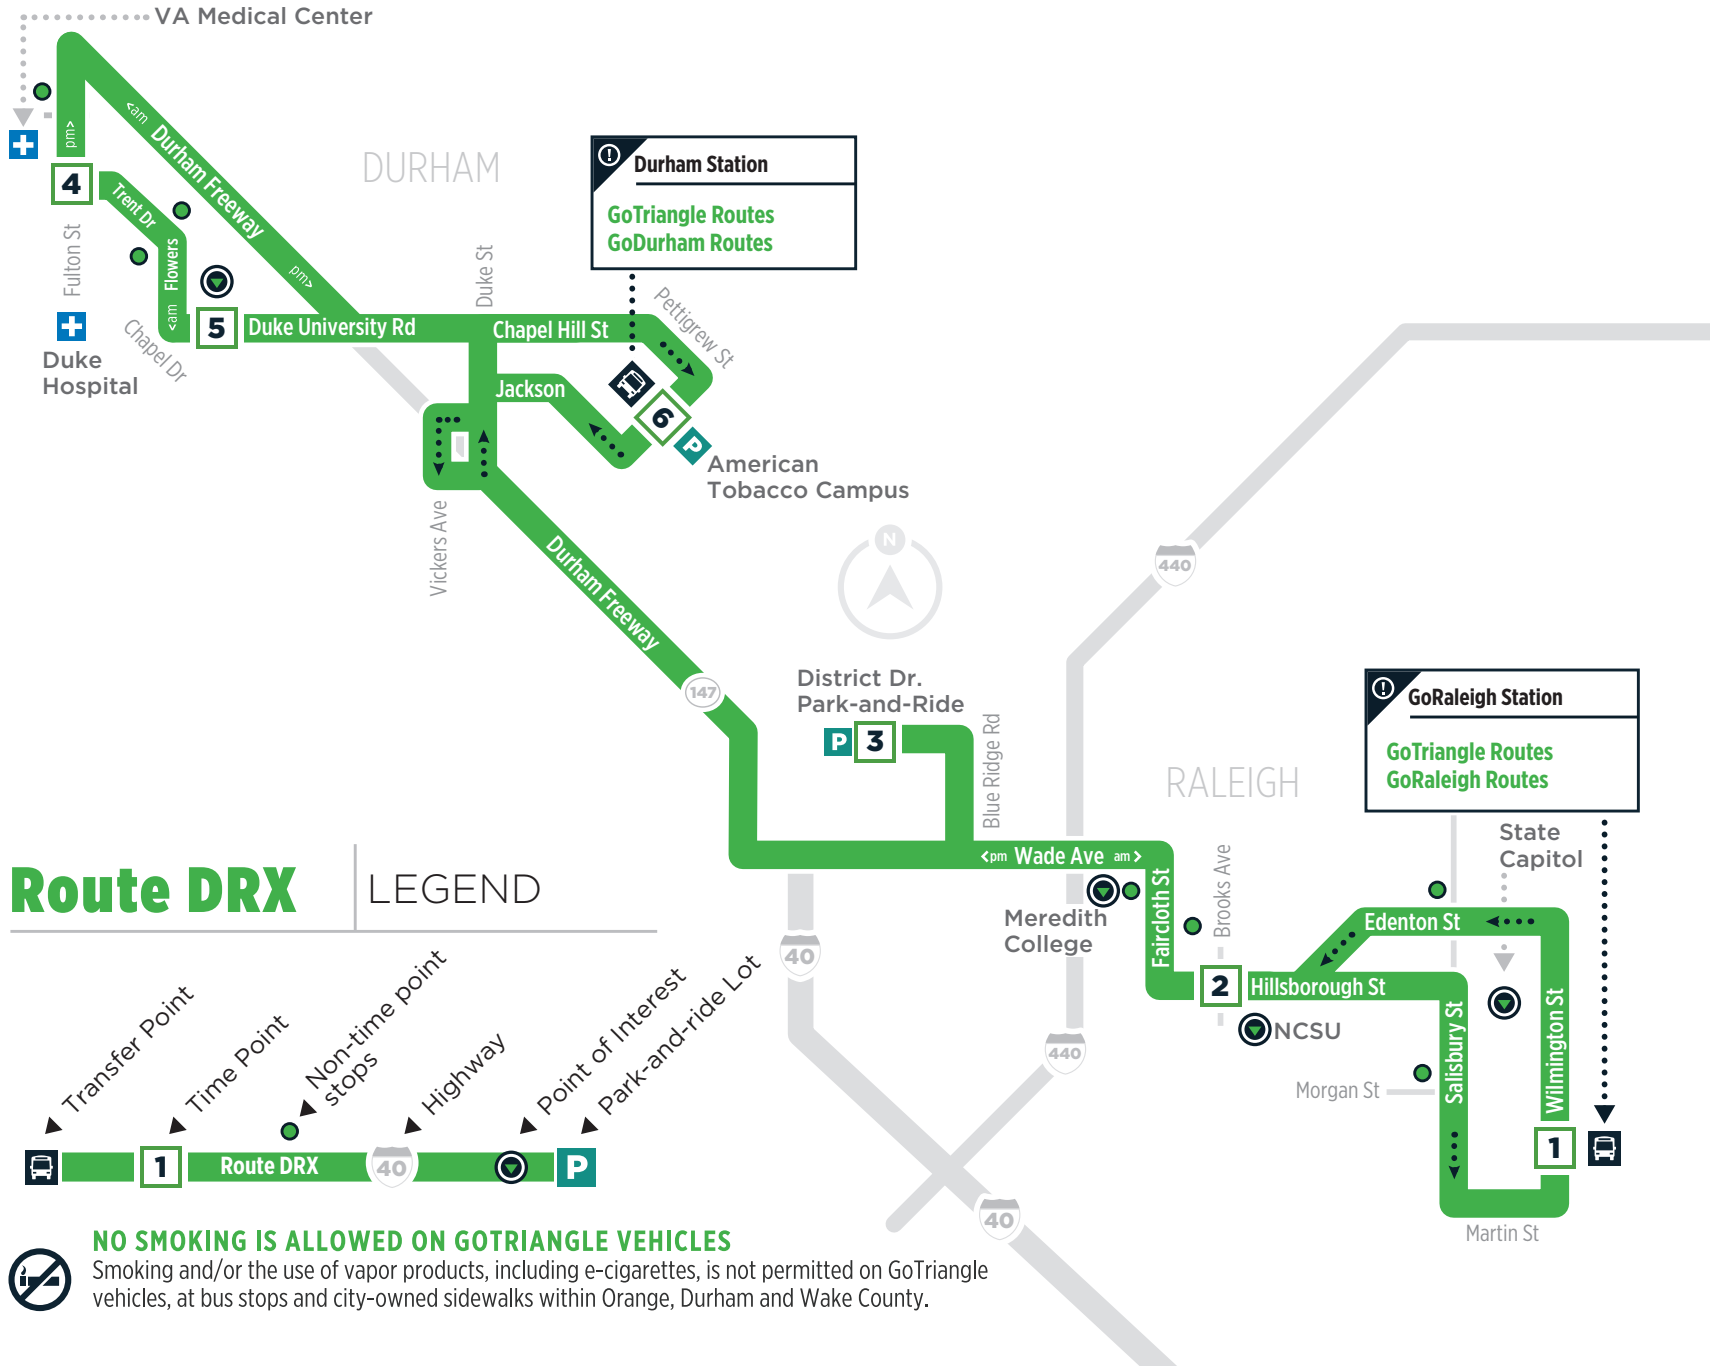 VA Medical Center
<am
Durham Freeway
pm>
pm>
4
Trent Dr
Flowers
<am
Fulton St
Chapel Dr
Duke
Hospital
5
Duke University Rd
DURHAM
Duke St
Chapel Hill St
Pettigrew St
Jackson
6
P
American
Tobacco Campus
Durham Station
GoTriangle Routes
GoDurham Routes
Vickers Ave
Durham Freeway
147
N
District Dr.
Park-and-Ride
P
3
Blue Ridge Rd
440
RALEIGH
<pm Wade Ave am>
Meredith
College
Faircloth St
Brooks Ave
2
Hillsborough St
NCSU
Edenton St
State
Capitol
GoRaleigh Station
GoTriangle Routes
GoRaleigh Routes
Salisbury St
Wilmington St
Morgan St
1
Martin St
40
440
40
Route DRX
LEGEND
Transfer Point
Time Point
Non-time point
stops
Highway
Point of Interest
Park-and-ride Lot
1
Route DRX
40
P
NO SMOKING IS ALLOWED ON GOTRIANGLE VEHICLES
Smoking and/or the use of vapor products, including e-cigarettes, is not permitted on GoTriangle
vehicles, at bus stops and city-owned sidewalks within Orange, Durham and Wake County.